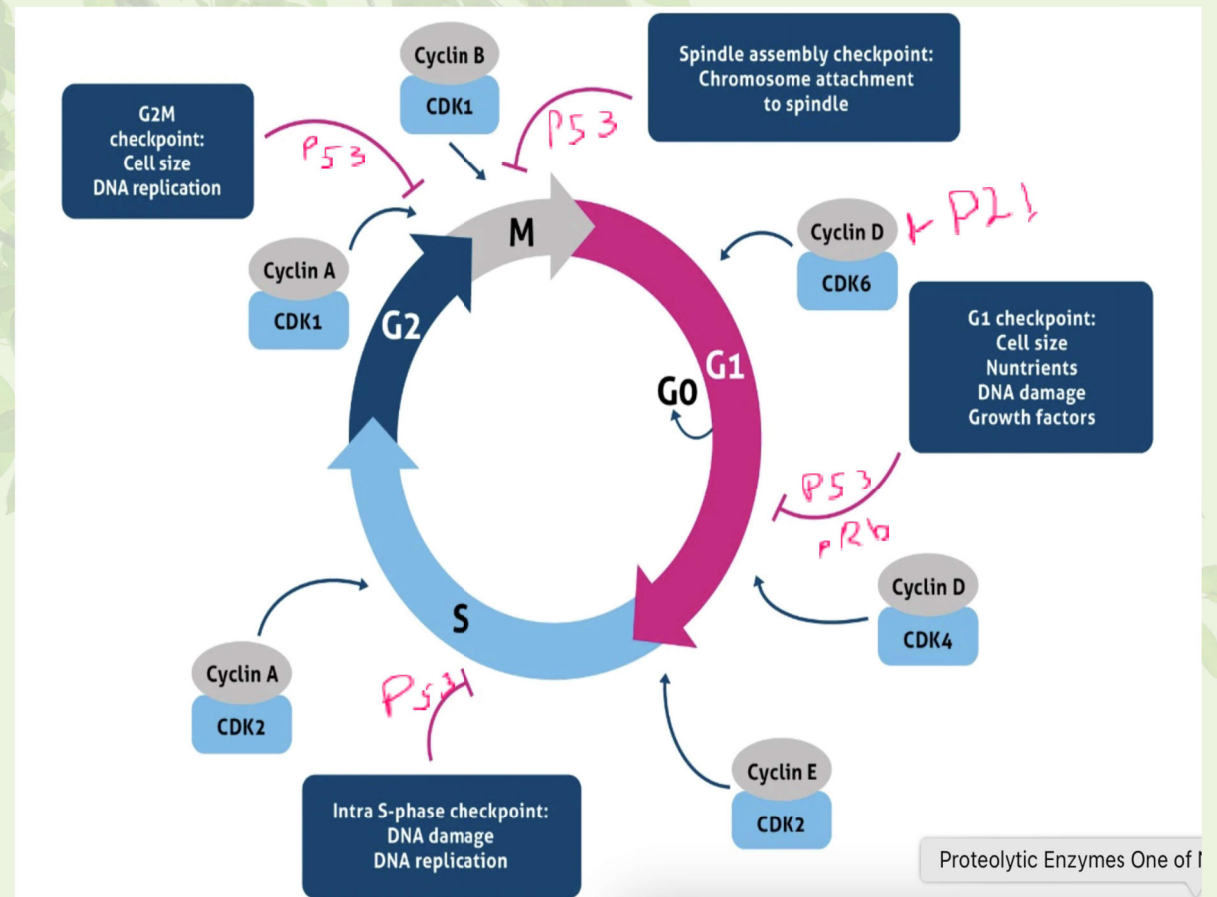 Cyclin B
CDK1
Spindle assembly checkpoint:
Chromosome attachment
to spindle
P53
G2M
checkpoint:
Cell size
DNA replication
P53
Cyclin A
CDK1
M
Cyclin D
CDK6
P21
G2
G1
G0
G1 checkpoint:
Cell size
Nuntrients
DNA damage
Growth factors
P53
pRb
Cyclin D
CDK4
S
Cyclin A
CDK2
P53
Cyclin E
CDK2
Intra S-phase checkpoint:
DNA damage
DNA replication
Proteolytic Enzymes One of